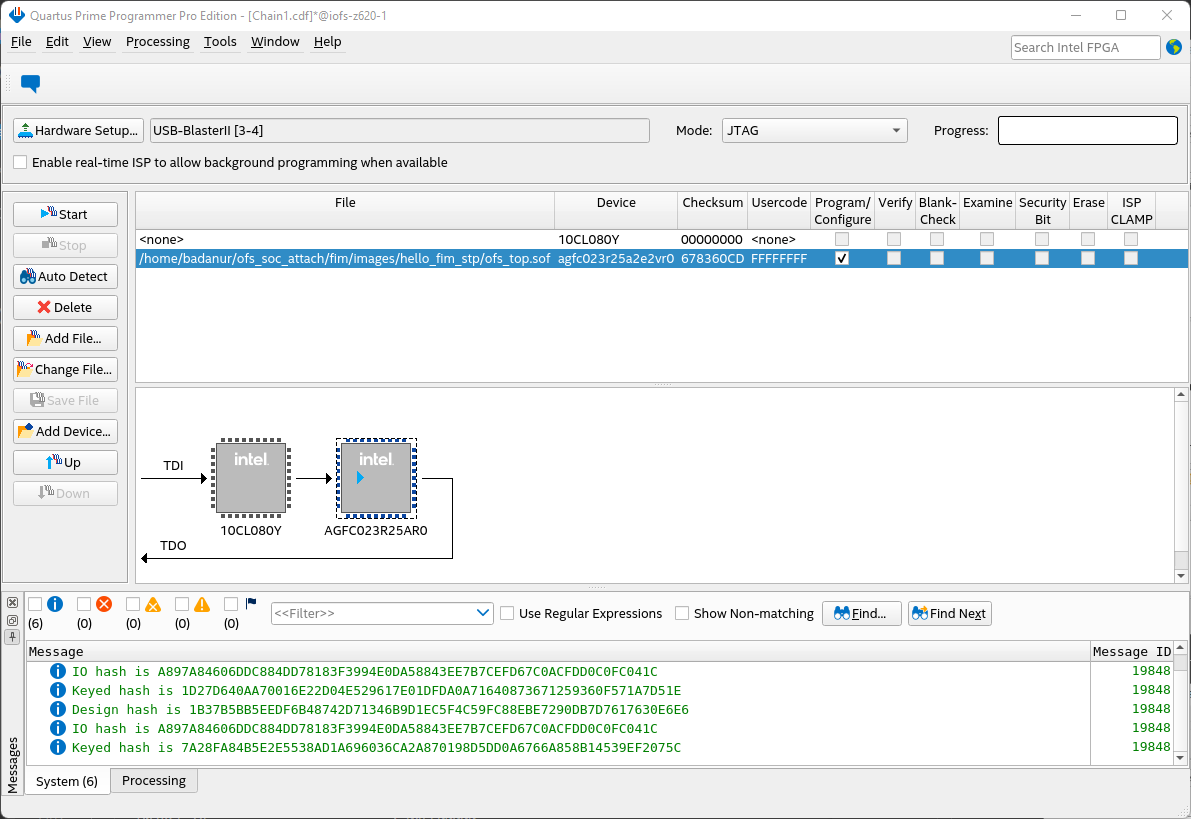 Quartus Prime Programmer Pro Edition - [Chain1.cdf]*@iofs-z620-1
File Edit View Processing Tools Window Help
Search Intel FPGA
Hardware Setup... USB-BlasterII [3-4] Mode: JTAG Progress:
Enable real-time ISP to allow background programming when available
Start
Stop
Auto Detect
Delete
Add File...
Change File...
Save File
Add Device...
Up
Down
File Device Checksum Usercode Program/ Verify Blank- Examine Security Erase ISP
Configure Check Bit CLAMP
<none> 10CL080Y 00000000 <none>
/home/badanur/ofs_soc_attach/fim/images/hello_fim_stp/ofs_top.sof agfc023r25a2e2vr0 678360CD FFFFFFFF
intel intel
TDI
10CL080Y AGFC023R25AR0
TDO
(6) (0) (0) (0) (0)
<<Filter>> Use Regular Expressions Show Non-matching Find... Find Next
Message Message ID
IO hash is A897A84606DDC884DD78183F3994E0DA58843EE7B7CEFD67C0ACFDD0C0FC041C 19848
Keyed hash is 1D27D640AA70016E22D04E529617E01DFDA0A71640873671259360F571A7D51E 19848
Design hash is 1B37B5BB5EEDF6B48742D71346B9D1EC5F4C59FC88EBE7290DB7D7617630E6E6 19848
IO hash is A897A84606DDC884DD78183F3994E0DA58843EE7B7CEFD67C0ACFDD0C0FC041C 19848
Keyed hash is 7A28FA84B5E2E5538AD1A696036CA2A870198D5DD0A6766A858B14539EF2075C 19848
Messages
System (6) Processing